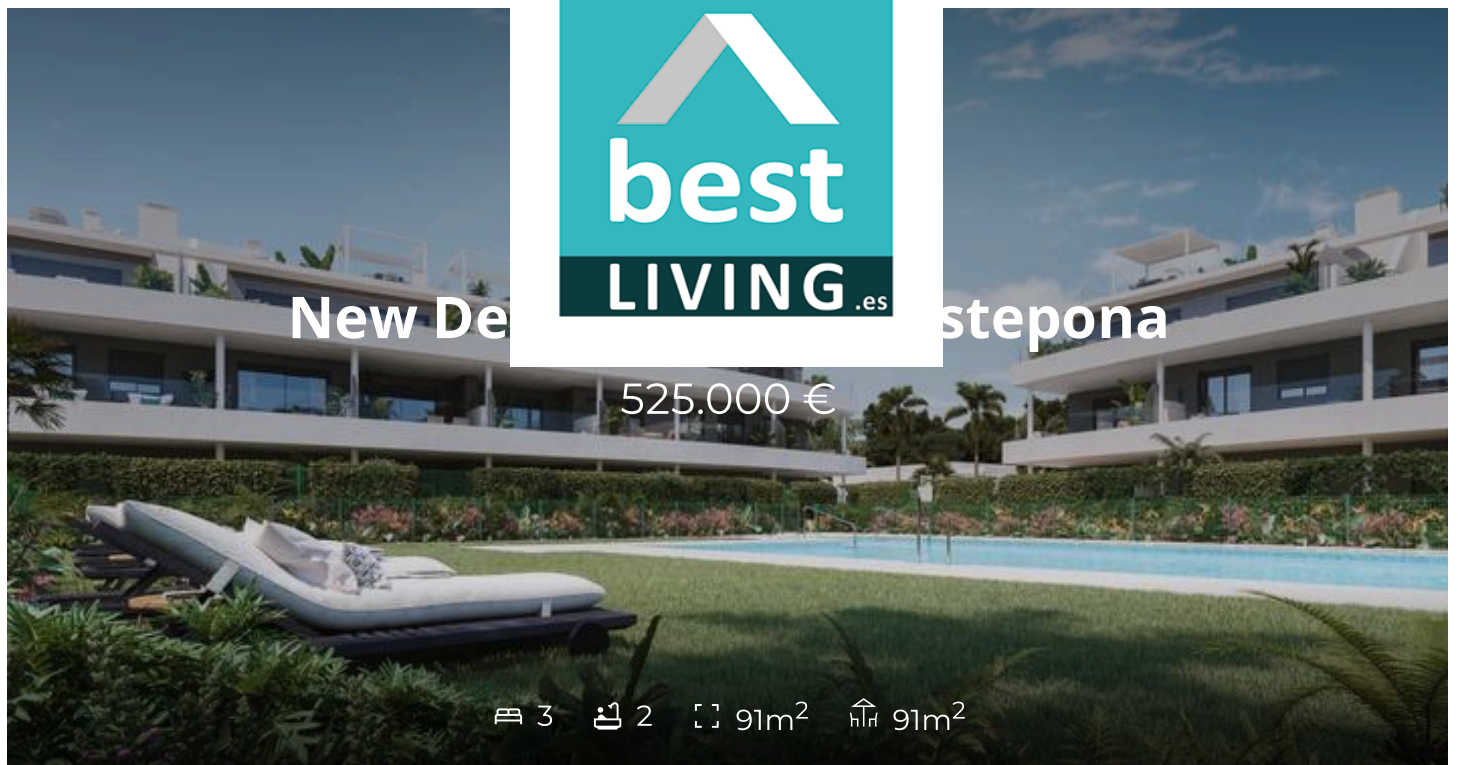 best
LIVING.es
New De stepona
525.000 €
3 2 91m² 91m²